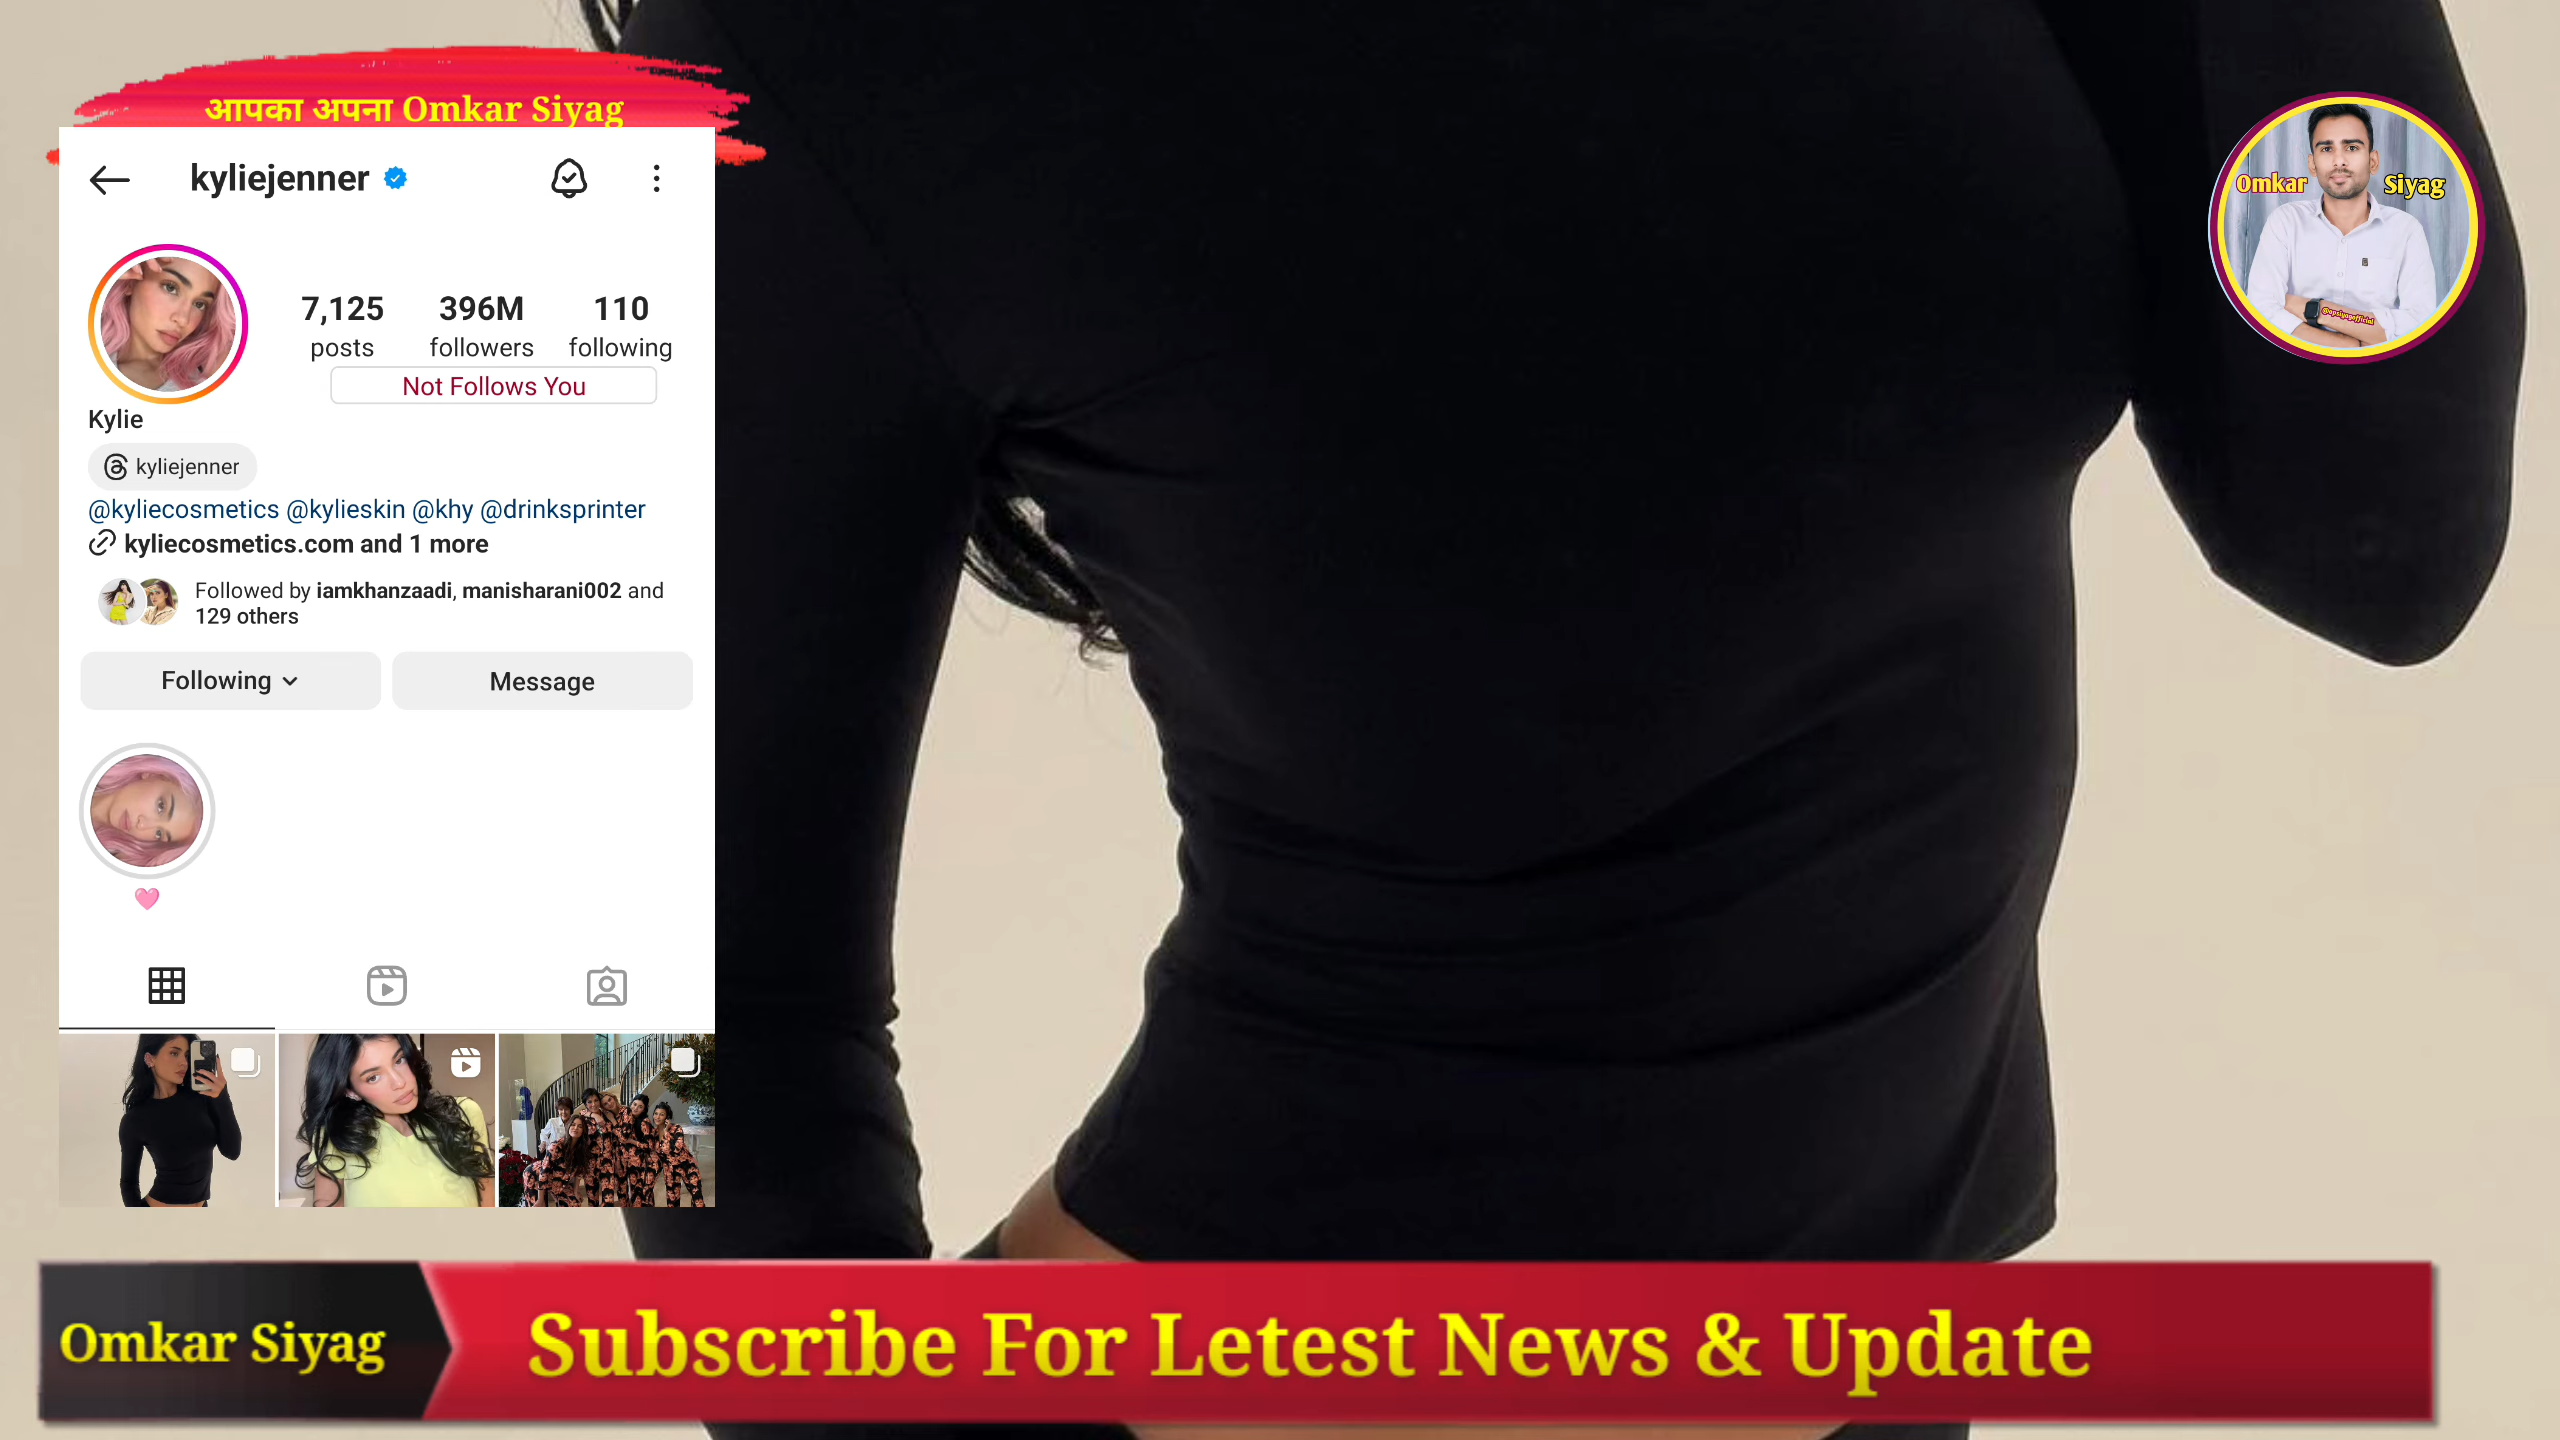 आपका अपना Omkar Siyag
kyliejenner
7,125 396M 110
posts followers following
Not Follows You
Kylie
kyliejenner
@kyliecosmetics @kylieskin @khy @drinksprinter
kyliecosmetics.com and 1 more
Followed by iamkhanzaadi, manisharani002 and
129 others
Following Message
Omkar Siyag
@opsiyagofficial
Omkar Siyag
Subscribe For Letest News & Update